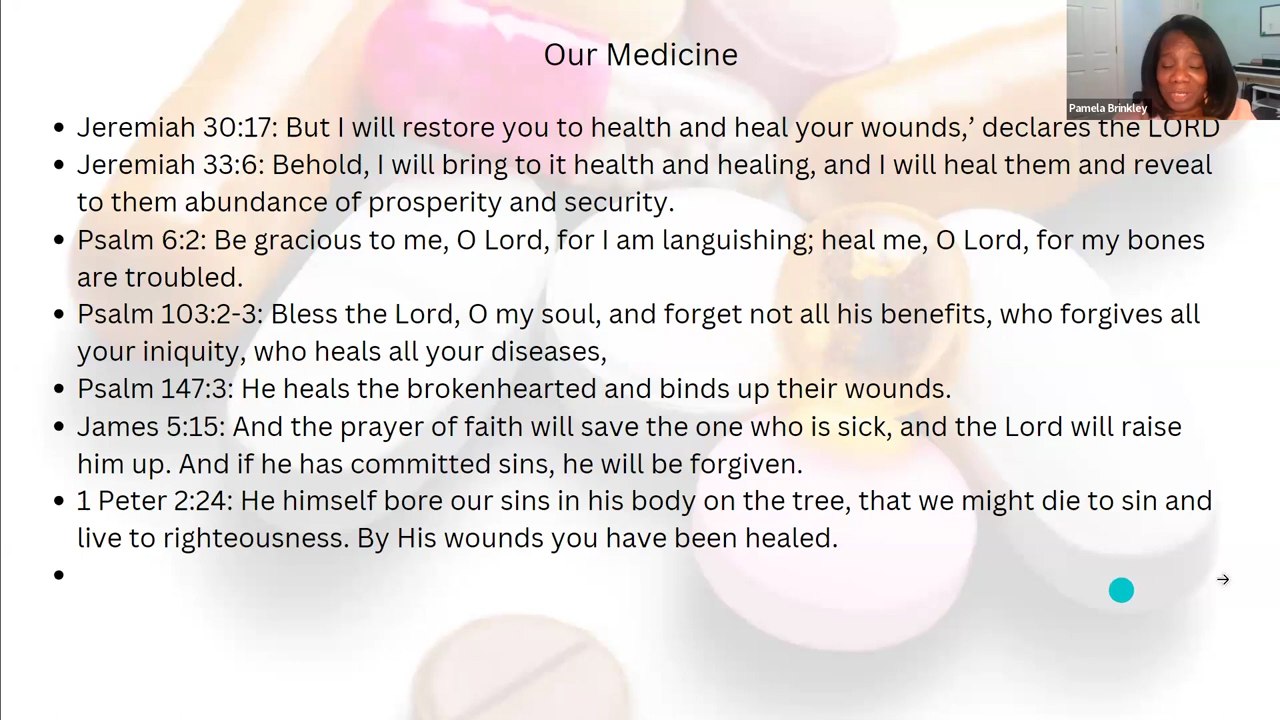 Our Medicine
Pamela Brinkley
• Jeremiah 30:17: But I will restore you to health and heal your wounds,’ declares the LORD
• Jeremiah 33:6: Behold, I will bring to it health and healing, and I will heal them and reveal
to them abundance of prosperity and security.
• Psalm 6:2: Be gracious to me, O Lord, for I am languishing; heal me, O Lord, for my bones
are troubled.
• Psalm 103:2-3: Bless the Lord, O my soul, and forget not all his benefits, who forgives all
your iniquity, who heals all your diseases,
• Psalm 147:3: He heals the brokenhearted and binds up their wounds.
• James 5:15: And the prayer of faith will save the one who is sick, and the Lord will raise
him up. And if he has committed sins, he will be forgiven.
• 1 Peter 2:24: He himself bore our sins in his body on the tree, that we might die to sin and
live to righteousness. By His wounds you have been healed.
•